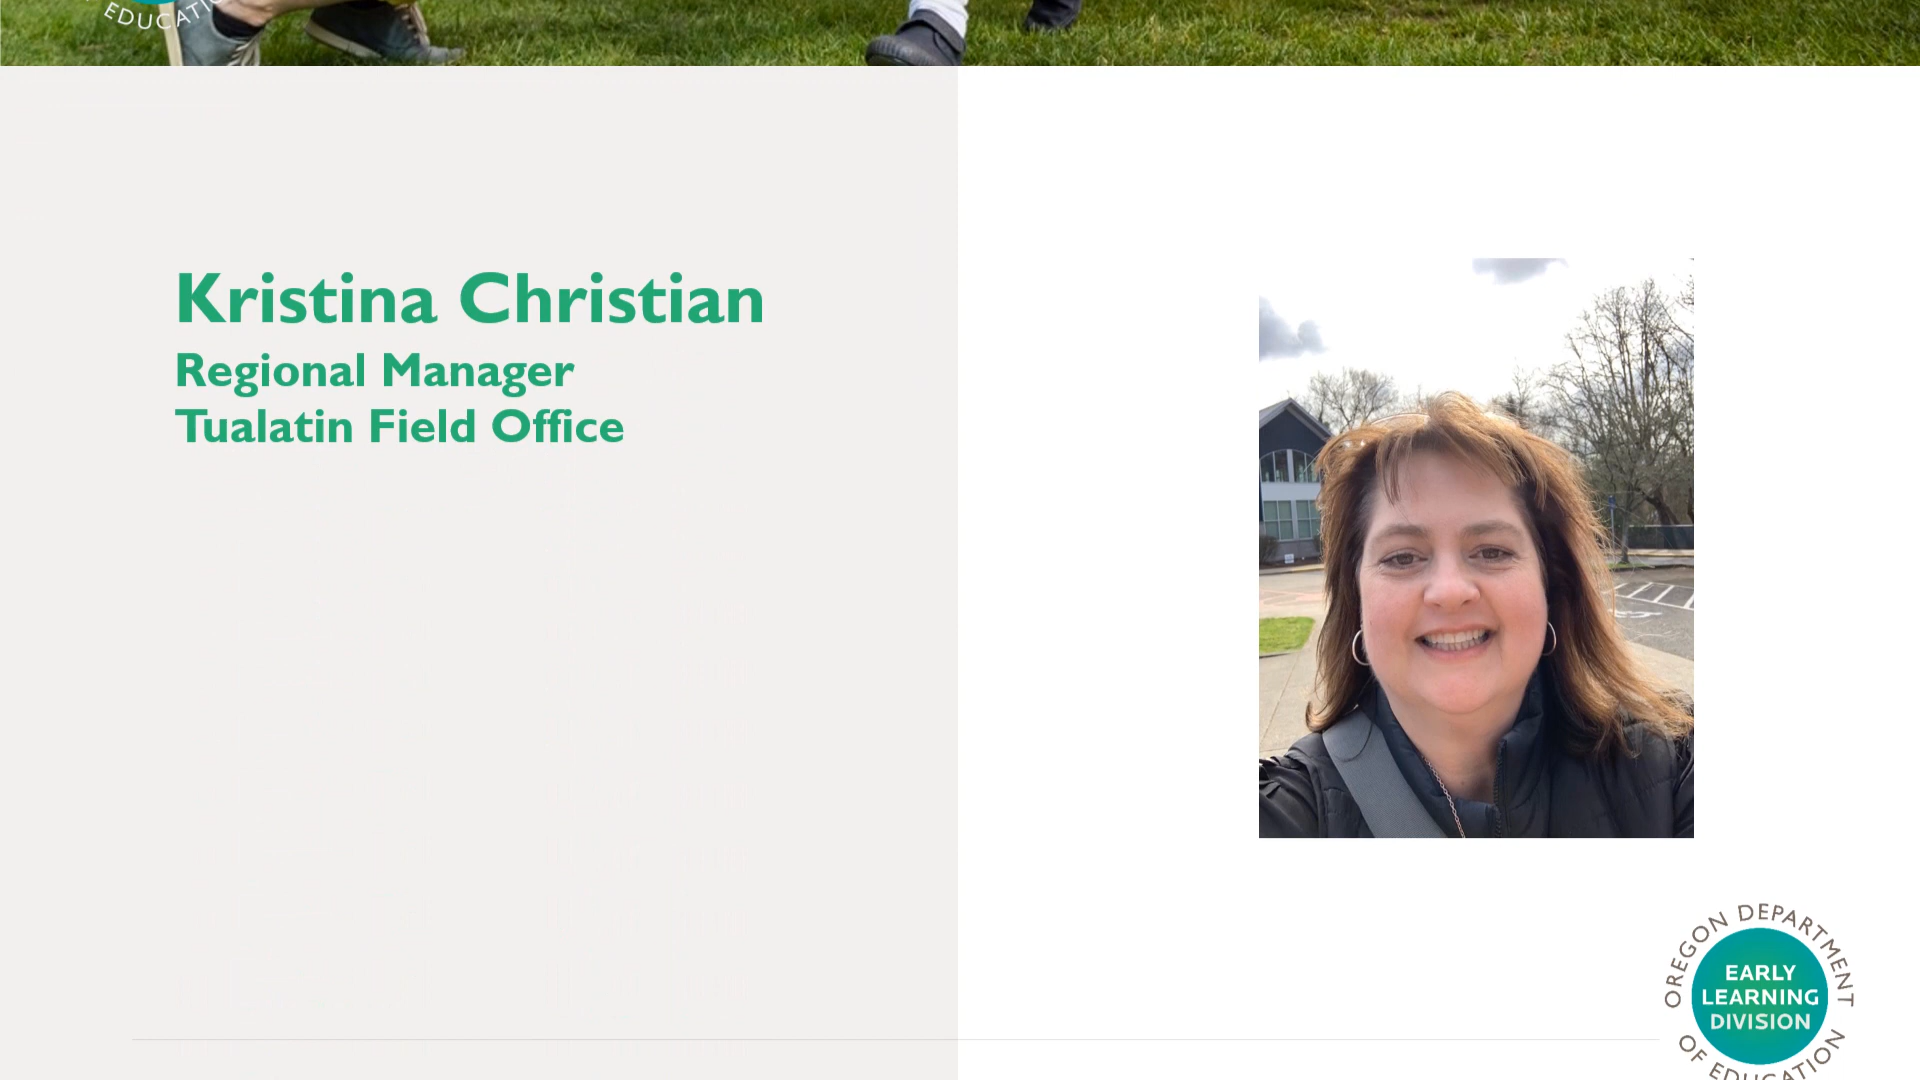 EDUCATI
Kristina Christian
Regional Manager
Tualatin Field Office
OREGON DEPARTMENT
OF EDUCATION
EARLY
LEARNING
DIVISION